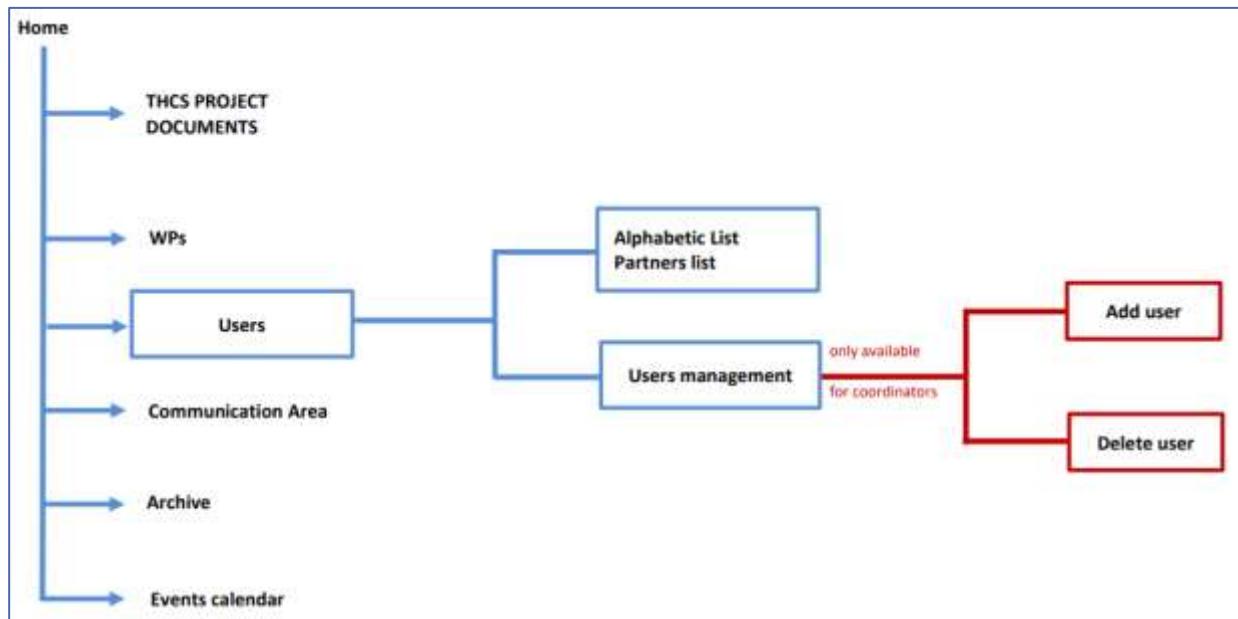 Home
THCS PROJECT
DOCUMENTS
WPs
Users
Communication Area
Archive
Events calendar
Alphabetic List
Partners list
Users management
only available
for coordinators
Add user
Delete user